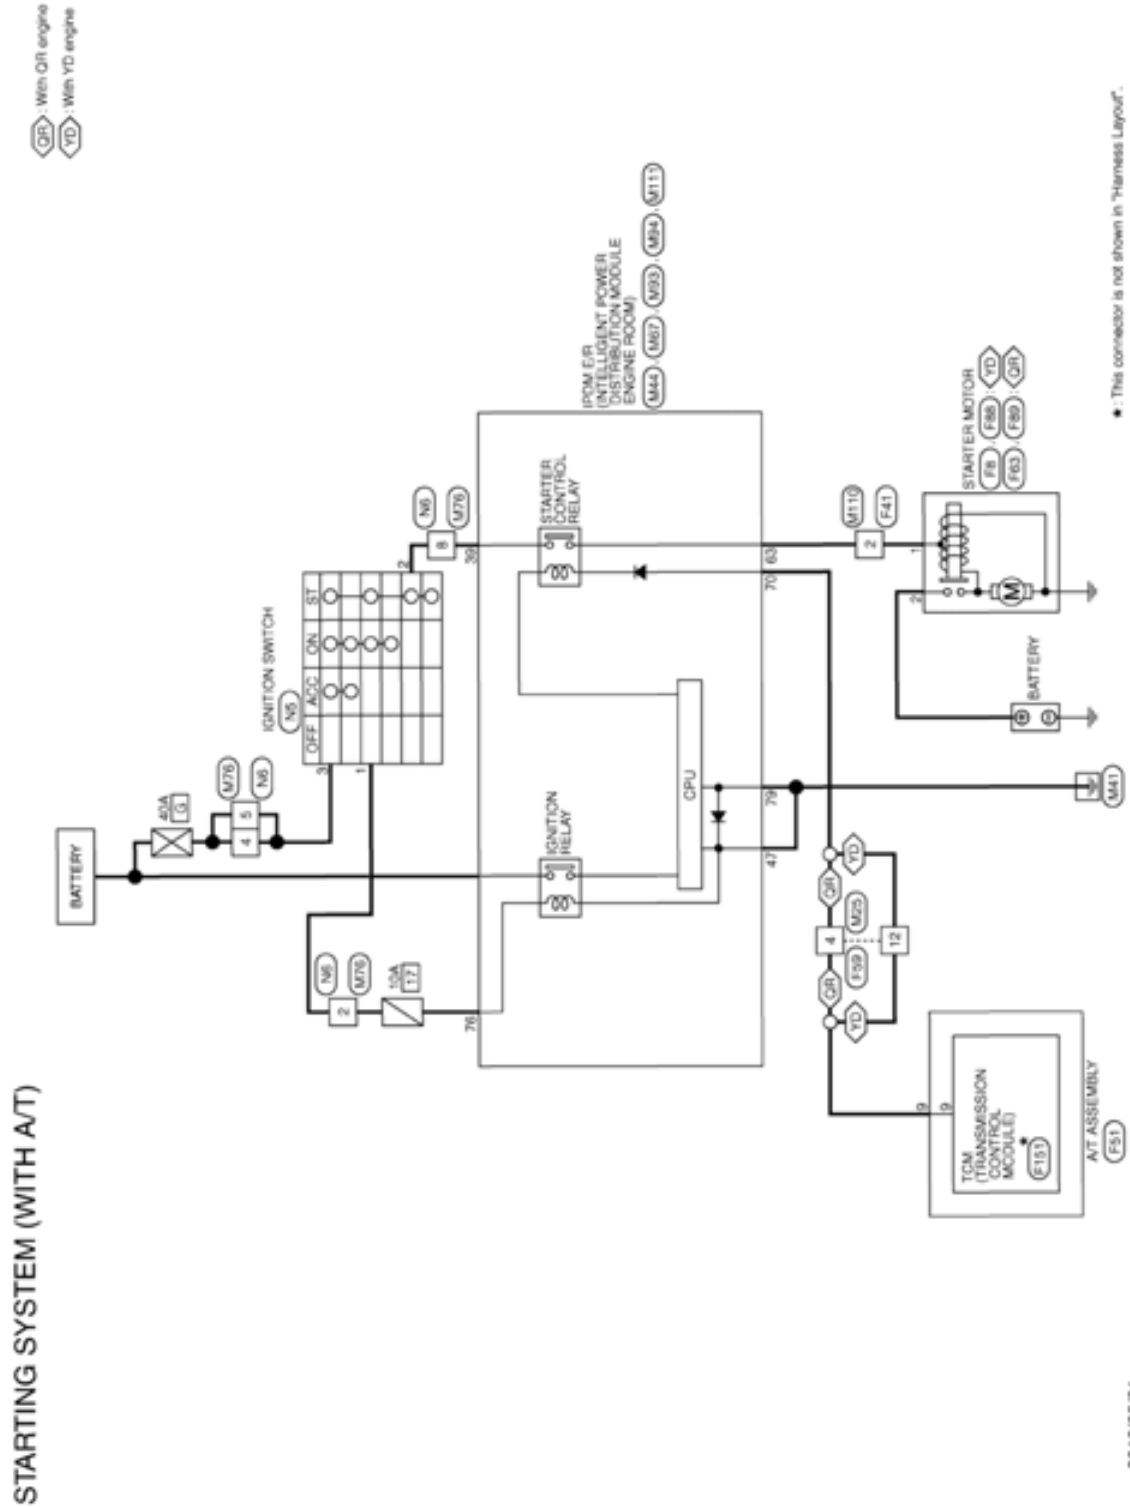 STARTING SYSTEM (WITH A/T)
QR : With QR engine
YD : With YD engine
BATTERY
40A
G
M76
4 5
N6
IGNITION SWITCH
N5
OFF ACC ON ST
3
1
2
N6
2
M76
10A
17
N6
8
M76
76
39
IPDM E/R
(INTELLIGENT POWER
DISTRIBUTION MODULE
ENGINE ROOM)
M44 , M67 , M93 , M94 , M111
IGNITION
RELAY
STARTER
CONTROL
RELAY
CPU
47 79 70 63
QR 4 QR
F59 M25
YD YD
12
M110
2
F41
9
9
TCM
(TRANSMISSION
CONTROL
MODULE)
F151 ★
A/T ASSEMBLY
F51
M41
BATTERY
2 1
M
STARTER MOTOR
F8 , F88 : YD
F63 , F89 : QR
★ : This connector is not shown in "Harness Layout".